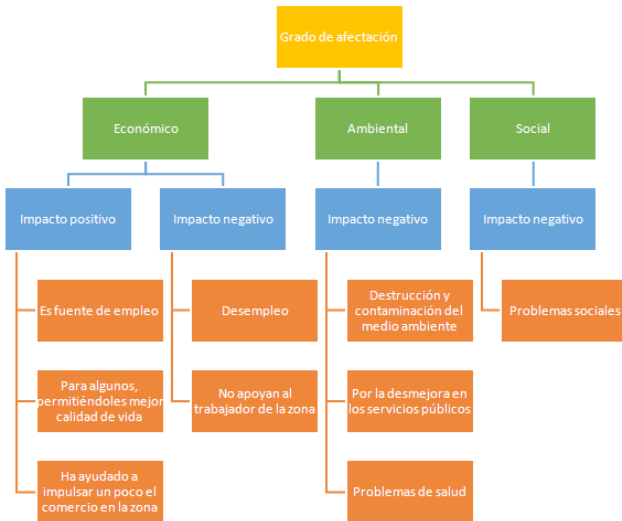 Grado de afectación
Económico
Ambiental
Social
Impacto positivo
Impacto negativo
Impacto negativo
Impacto negativo
Es fuente de empleo
Para algunos,
permitiéndoles mejor
calidad de vida
Ha ayudado a
impulsar un poco el
comercio en la zona
Desempleo
No apoyan al
trabajador de la zona
Destrucción y
contaminación del
medio ambiente
Por la desmejora en
los servicios públicos
Problemas de salud
Problemas sociales